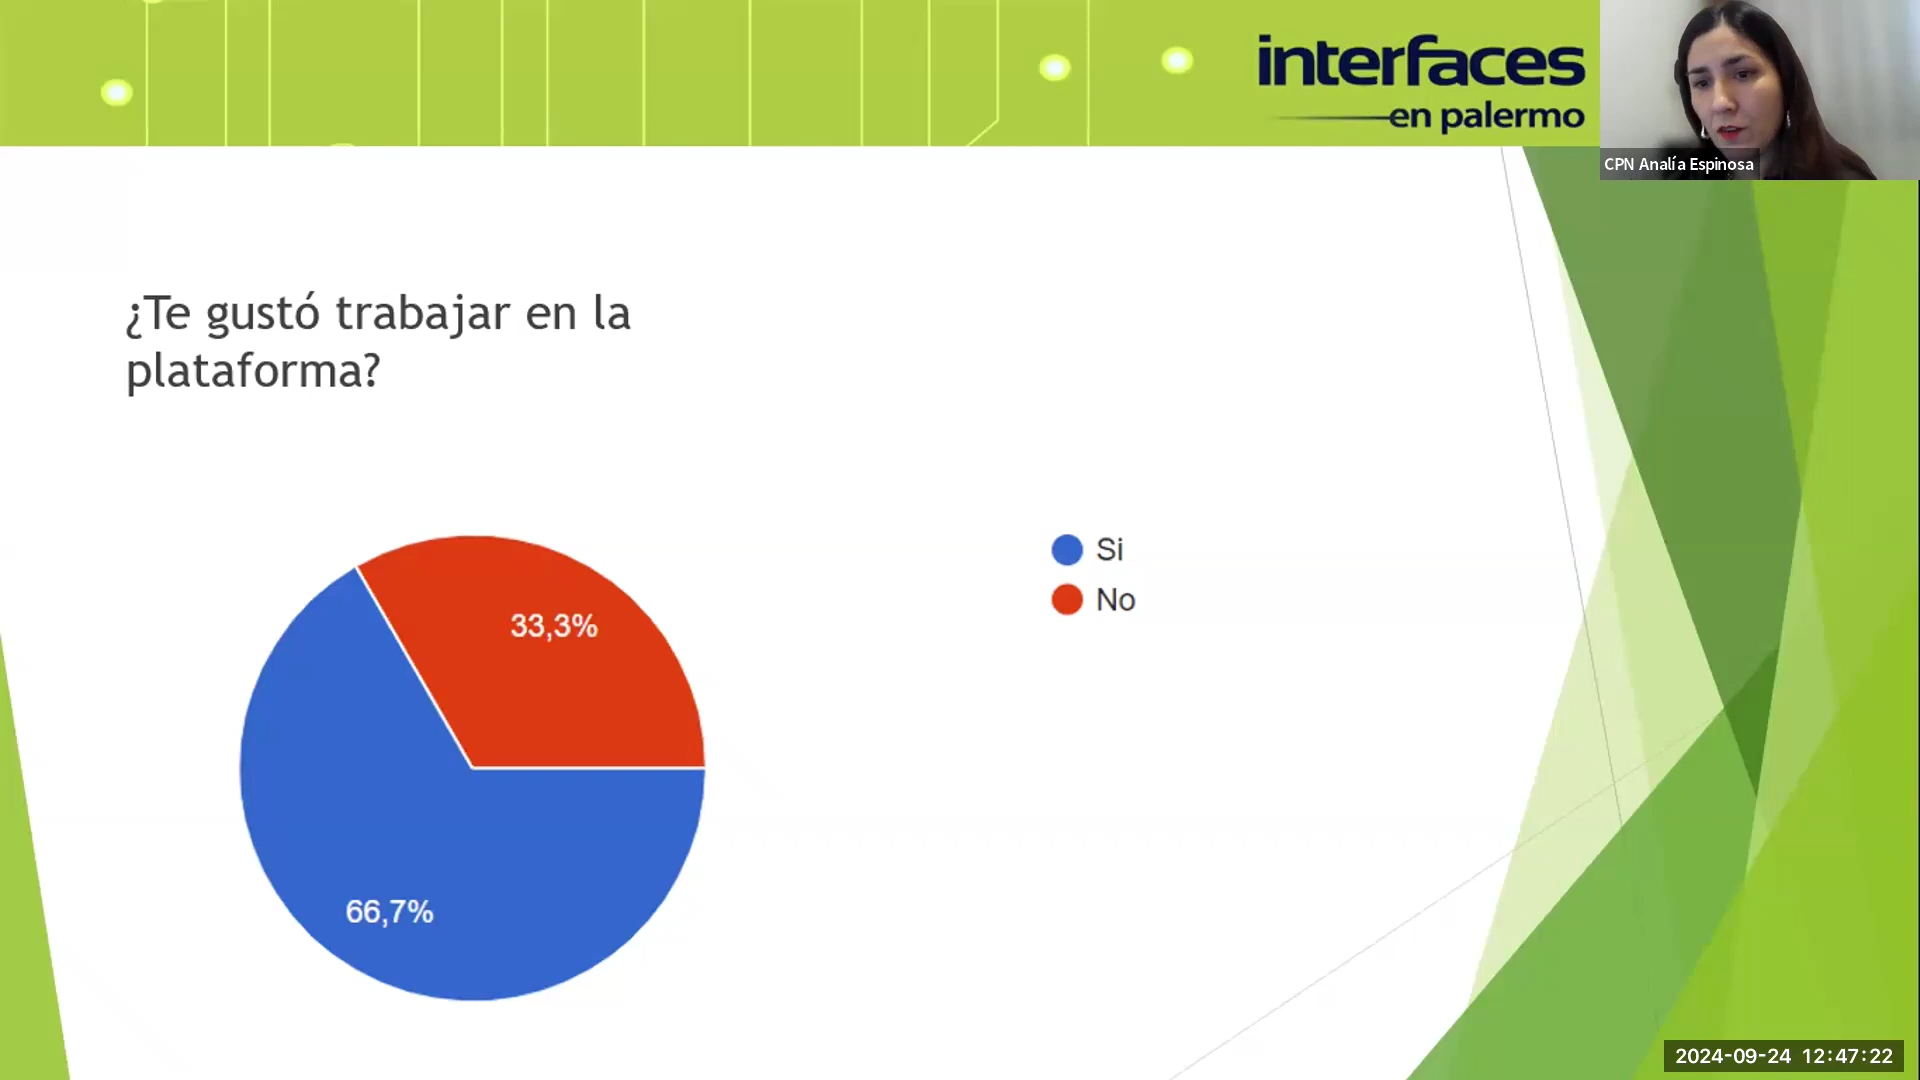 interfaces
en palermo
CPN Analía Espinosa
¿Te gustó trabajar en la
plataforma?
Si
No
33,3%
66,7%
2024-09-24 12:47:22